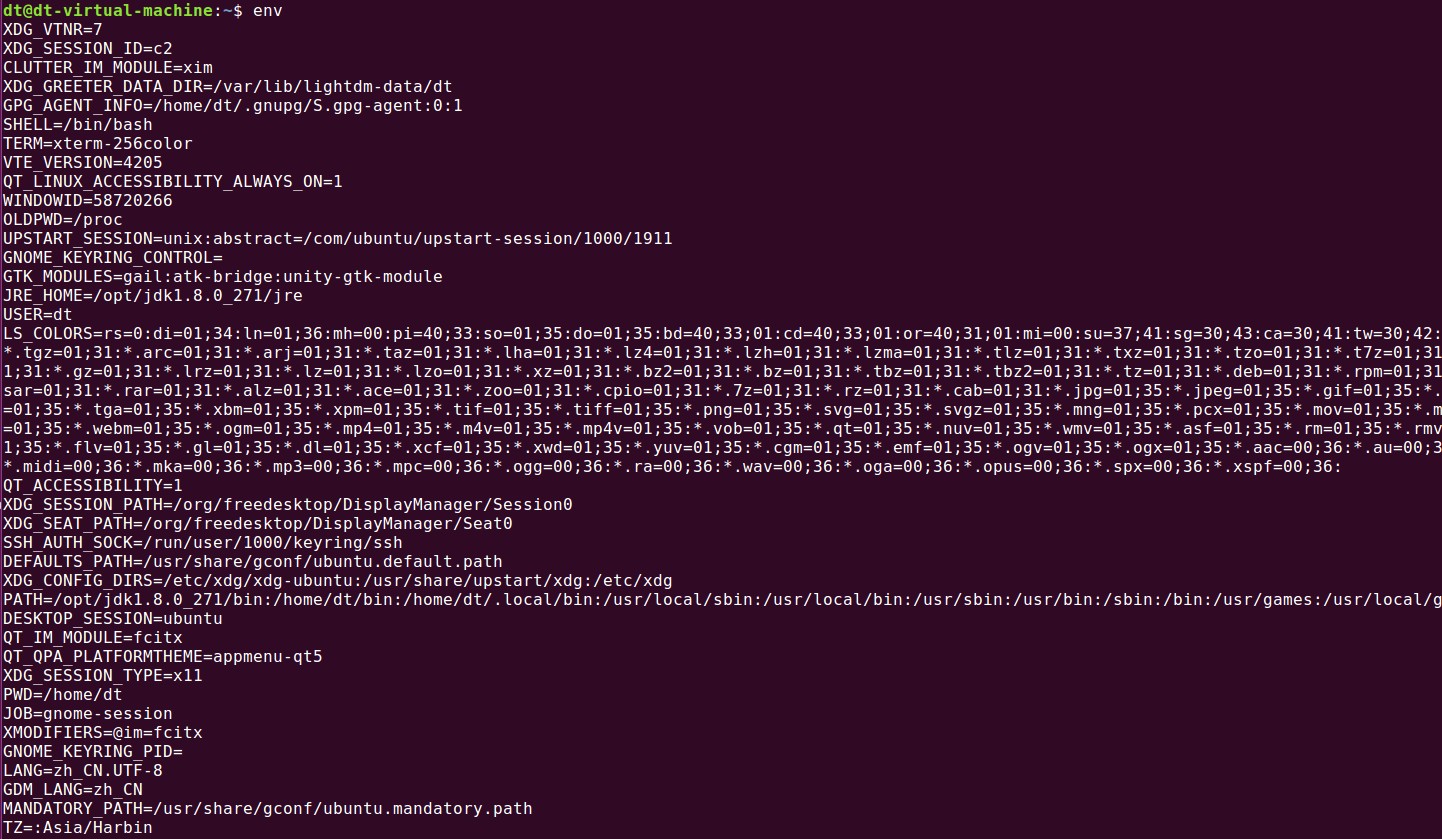 dt@dt-virtual-machine:~$ env
XDG_VTNR=7
XDG_SESSION_ID=c2
CLUTTER_IM_MODULE=xim
XDG_GREETER_DATA_DIR=/var/lib/lightdm-data/dt
GPG_AGENT_INFO=/home/dt/.gnupg/S.gpg-agent:0:1
SHELL=/bin/bash
TERM=xterm-256color
VTE_VERSION=4205
QT_LINUX_ACCESSIBILITY_ALWAYS_ON=1
WINDOWID=58720266
OLDPWD=/proc
UPSTART_SESSION=unix:abstract=/com/ubuntu/upstart-session/1000/1911
GNOME_KEYRING_CONTROL=
GTK_MODULES=gail:atk-bridge:unity-gtk-module
JRE_HOME=/opt/jdk1.8.0_271/jre
USER=dt
LS_COLORS=rs=0:di=01;34:ln=01;36:mh=00:pi=40;33:so=01;35:do=01;35:bd=40;33;01:cd=40;33;01:or=40;31;01:mi=00:su=37;41:sg=30;43:ca=30;41:tw=30;42:
*.tgz=01;31:*.arc=01;31:*.arj=01;31:*.taz=01;31:*.lha=01;31:*.lz4=01;31:*.lzh=01;31:*.lzma=01;31:*.tlz=01;31:*.txz=01;31:*.tzo=01;31:*.t7z=01;31
1;31:*.gz=01;31:*.lrz=01;31:*.lz=01;31:*.lzo=01;31:*.xz=01;31:*.bz2=01;31:*.bz=01;31:*.tbz=01;31:*.tbz2=01;31:*.tz=01;31:*.deb=01;31:*.rpm=01;31
sar=01;31:*.rar=01;31:*.alz=01;31:*.ace=01;31:*.zoo=01;31:*.cpio=01;31:*.7z=01;31:*.rz=01;31:*.cab=01;31:*.jpg=01;35:*.jpeg=01;35:*.gif=01;35:*.
=01;35:*.tga=01;35:*.xbm=01;35:*.xpm=01;35:*.tif=01;35:*.tiff=01;35:*.png=01;35:*.svg=01;35:*.svgz=01;35:*.mng=01;35:*.pcx=01;35:*.mov=01;35:*.m
=01;35:*.webm=01;35:*.ogm=01;35:*.mp4=01;35:*.m4v=01;35:*.mp4v=01;35:*.vob=01;35:*.qt=01;35:*.nuv=01;35:*.wmv=01;35:*.asf=01;35:*.rm=01;35:*.rmv
1;35:*.flv=01;35:*.gl=01;35:*.dl=01;35:*.xcf=01;35:*.xwd=01;35:*.yuv=01;35:*.cgm=01;35:*.emf=01;35:*.ogv=01;35:*.ogx=01;35:*.aac=00;36:*.au=00;3
*.midi=00;36:*.mka=00;36:*.mp3=00;36:*.mpc=00;36:*.ogg=00;36:*.ra=00;36:*.wav=00;36:*.oga=00;36:*.opus=00;36:*.spx=00;36:*.xspf=00;36:
QT_ACCESSIBILITY=1
XDG_SESSION_PATH=/org/freedesktop/DisplayManager/Session0
XDG_SEAT_PATH=/org/freedesktop/DisplayManager/Seat0
SSH_AUTH_SOCK=/run/user/1000/keyring/ssh
DEFAULTS_PATH=/usr/share/gconf/ubuntu.default.path
XDG_CONFIG_DIRS=/etc/xdg/xdg-ubuntu:/usr/share/upstart/xdg:/etc/xdg
PATH=/opt/jdk1.8.0_271/bin:/home/dt/bin:/home/dt/.local/bin:/usr/local/sbin:/usr/local/bin:/usr/sbin:/usr/bin:/sbin:/bin:/usr/games:/usr/local/g
DESKTOP_SESSION=ubuntu
QT_IM_MODULE=fcitx
QT_QPA_PLATFORMTHEME=appmenu-qt5
XDG_SESSION_TYPE=x11
PWD=/home/dt
JOB=gnome-session
XMODIFIERS=@im=fcitx
GNOME_KEYRING_PID=
LANG=zh_CN.UTF-8
GDM_LANG=zh_CN
MANDATORY_PATH=/usr/share/gconf/ubuntu.mandatory.path
TZ=:Asia/Harbin